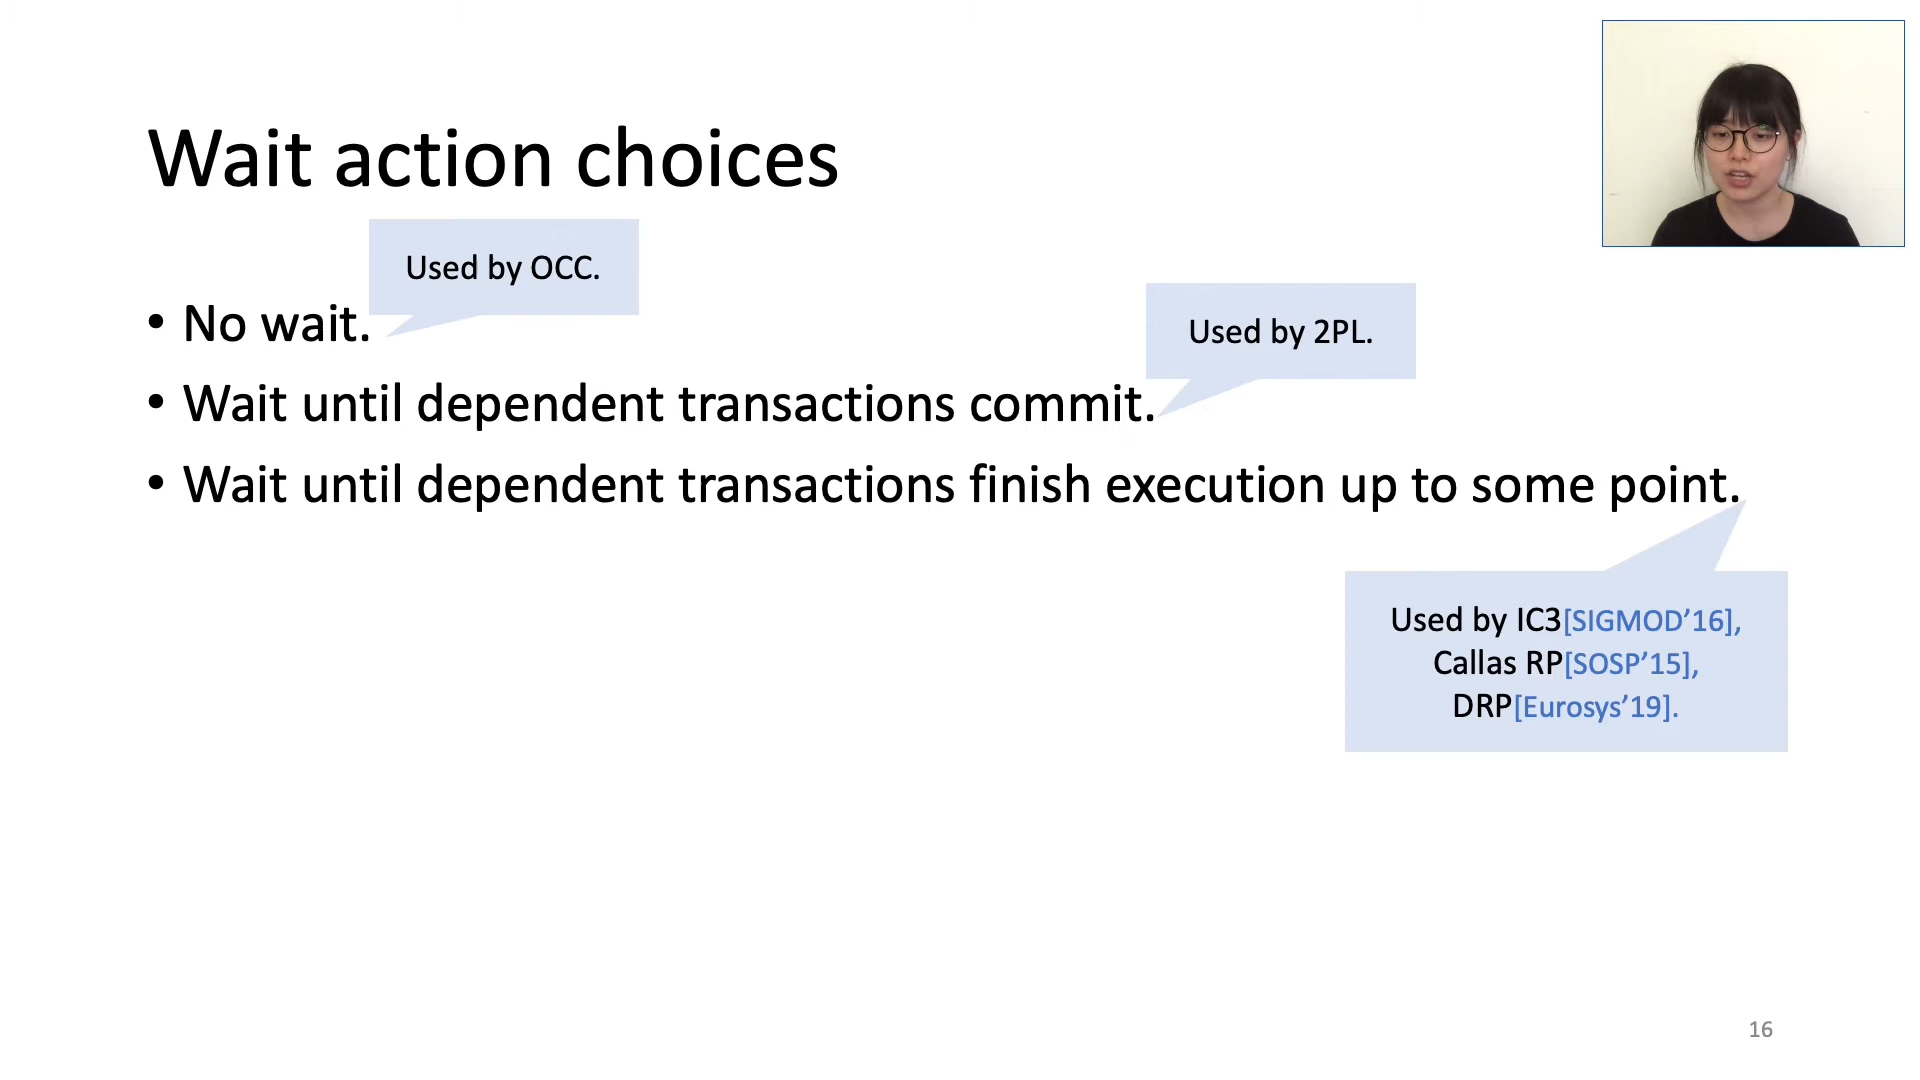 Wait action choices
Used by OCC.
• No wait.
Used by 2PL.
• Wait until dependent transactions commit.
• Wait until dependent transactions finish execution up to some point.
Used by IC3[SIGMOD’16],
Callas RP[SOSP’15],
DRP[Eurosys’19].
16